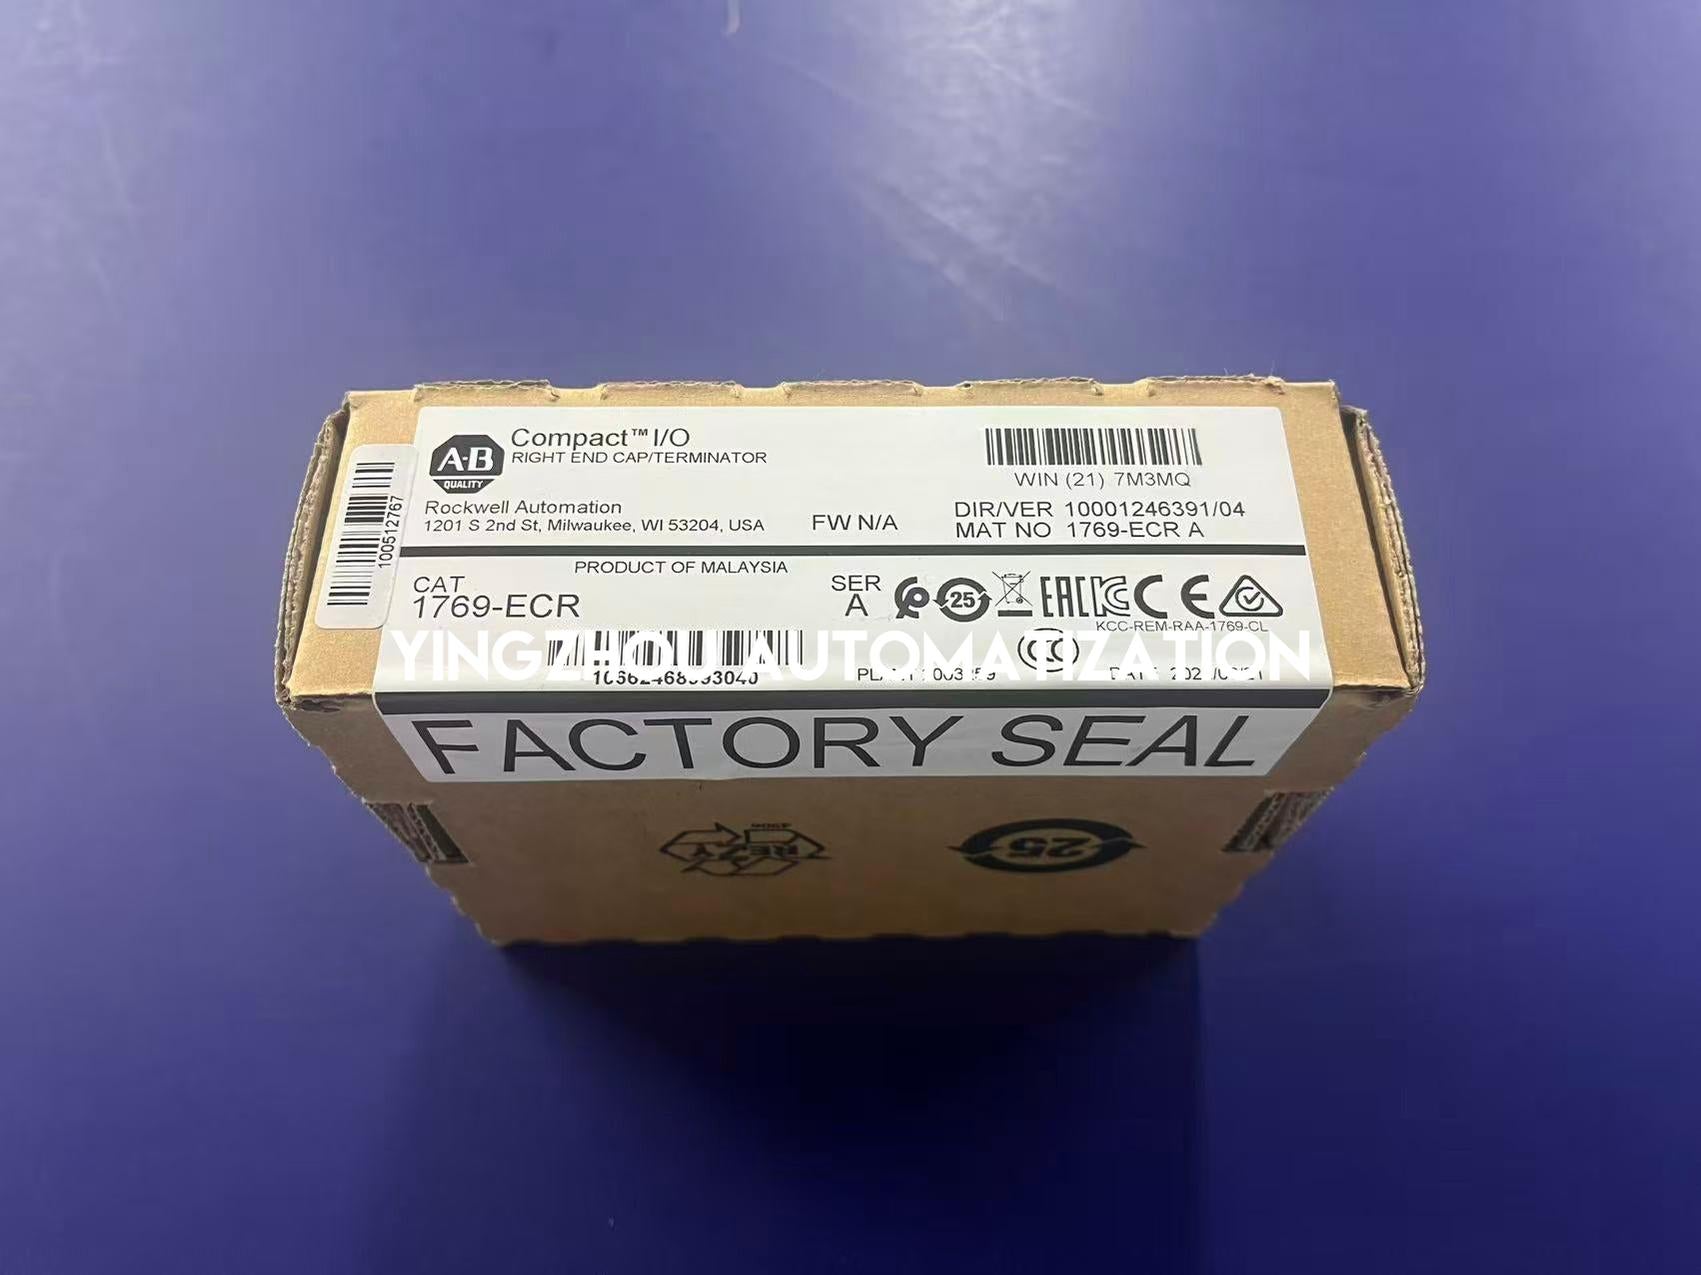 A-B
QUALITY
Compact™ I/O
RIGHT END CAP/TERMINATOR
Rockwell Automation
1201 S 2nd St, Milwaukee, WI 53204, USA
FW N/A
WIN (21) 7M3MQ
DIR/VER 10001246391/04
MAT NO 1769-ECR A
100512767
PRODUCT OF MALAYSIA
CAT
1769-ECR
SER
A
25
EAC
CE
KCC-REM-RAA-1769-CL
CCC
YINGZHOU AUTOMATIZATION
FACTORY SEAL
25